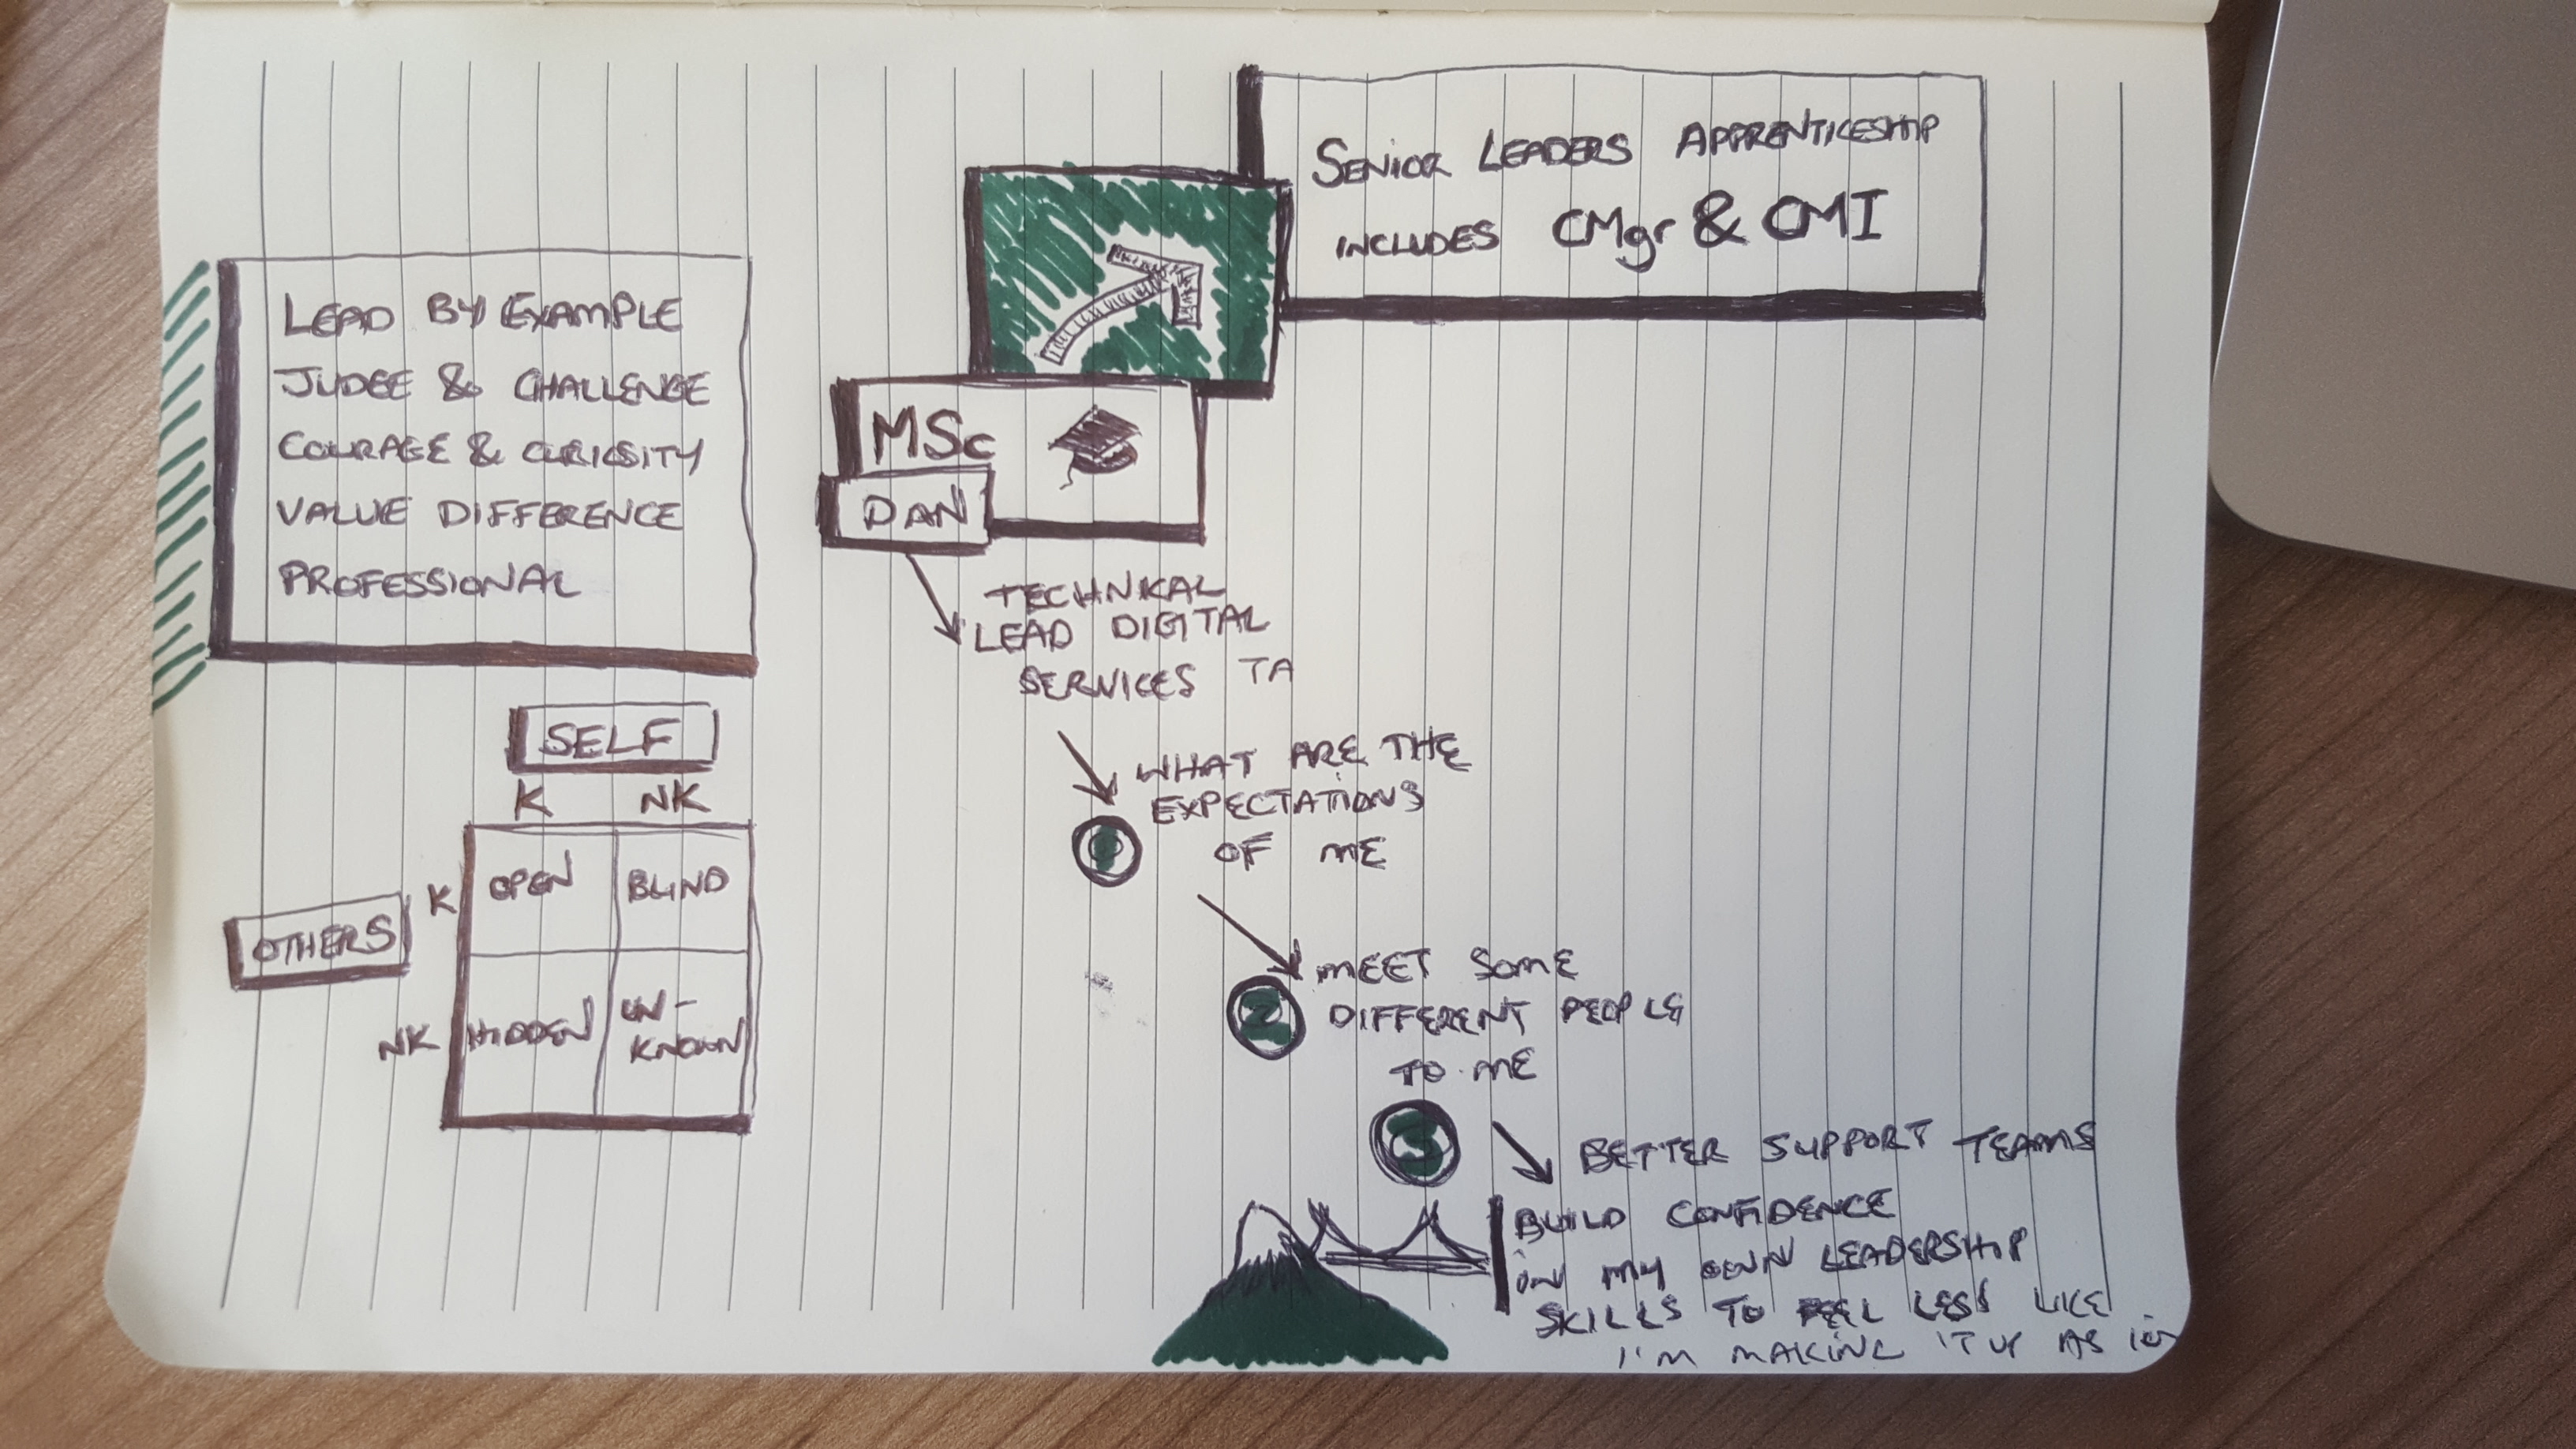 SENIOR LEADERS APPRENTICESHIP
INCLUDES CMgr & CMI
LEAD BY EXAMPLE
JUDGE & CHALLENGE
COURAGE & CURIOSITY
VALUE DIFFERENCE
PROFESSIONAL
MSc
DAN
TECHNICAL
LEAD DIGITAL
SERVICES TA
SELF
K NK
OTHERS
K
OPEN BLIND
NK
HIDDEN UN-
KNOWN
WHAT ARE THE
EXPECTATIONS
OF ME
2
MEET SOME
DIFFERENT PEOPLE
TO ME
3
BETTER SUPPORT TEAMS
BUILD CONFIDENCE
IN MY OWN LEADERSHIP
SKILLS TO FEEL LESS LIKE
I'M MAKING IT UP AS